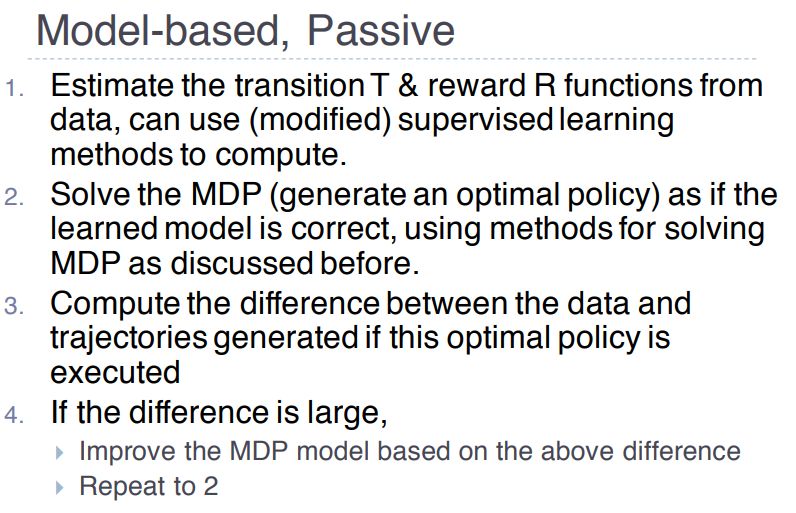 Model-based, Passive
1. Estimate the transition T & reward R functions from
data, can use (modified) supervised learning
methods to compute.
2. Solve the MDP (generate an optimal policy) as if the
learned model is correct, using methods for solving
MDP as discussed before.
3. Compute the difference between the data and
trajectories generated if this optimal policy is
executed
4. If the difference is large,
Improve the MDP model based on the above difference
Repeat to 2